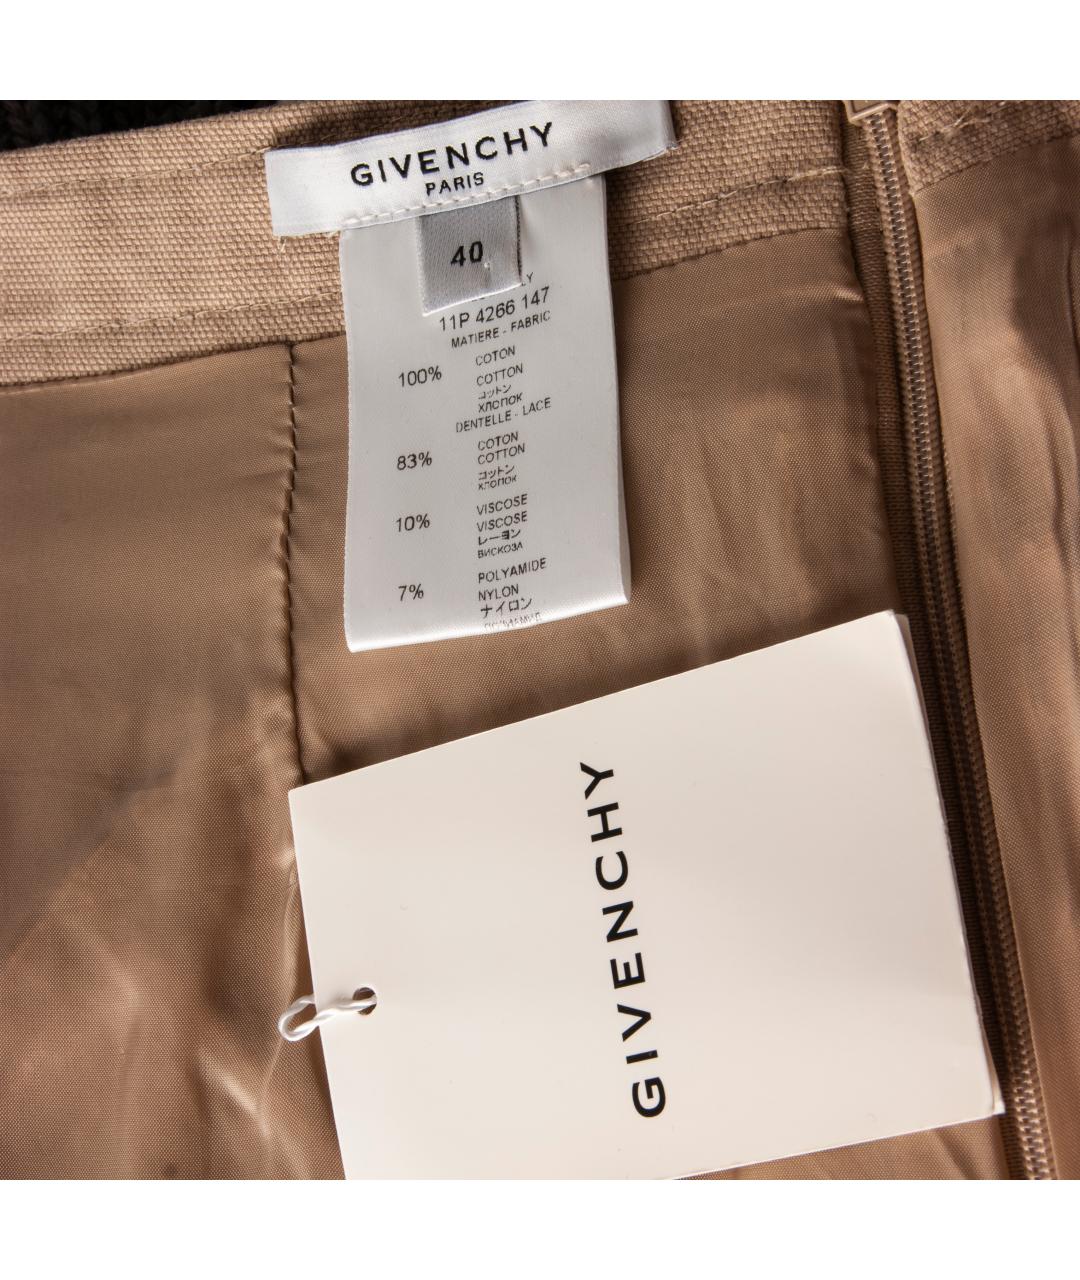 GIVENCHY
PARIS
40
11P 4266 147
MATIERE - FABRIC
100%
COTON
COTTON
コットン
ХЛОПОК
DENTELLE - LACE
83%
COTON
COTTON
コットン
ХЛОПОК
10%
VISCOSE
VISCOSE
レーヨン
ВИСКОЗА
7%
POLYAMIDE
NYLON
ナイロン
GIVENCHY